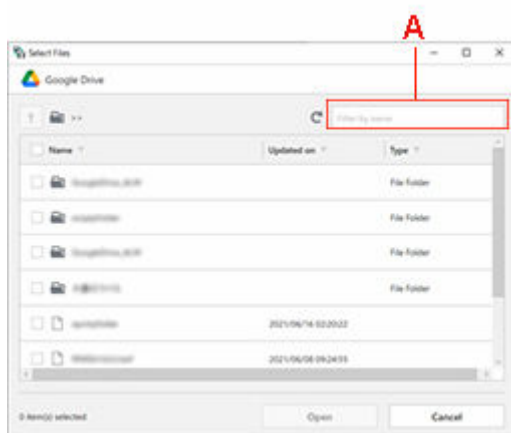 A
Select Files
Google Drive
>>
Filter by name
Name Updated on Type
File folder
File folder
File folder
File folder
2021/06/16 02:20:22
2021/06/08 09:24:55
0 item(s) selected Open Cancel